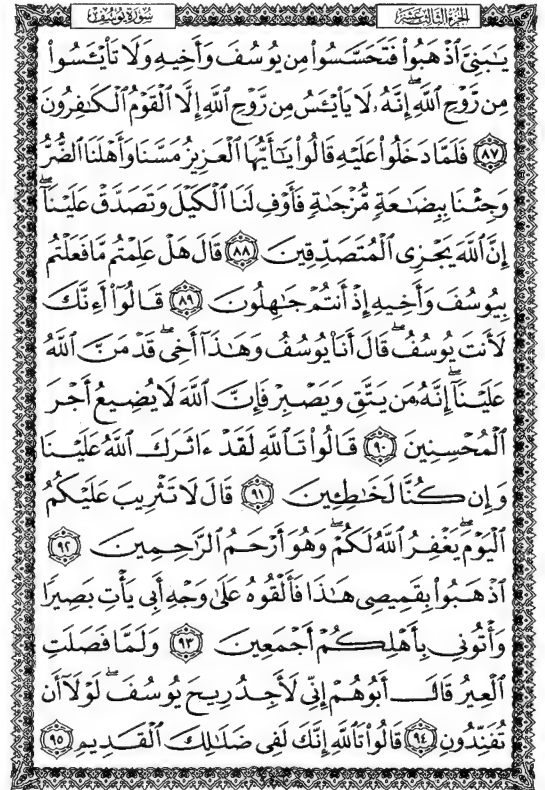 سورة يوسف
الجزء الثالث عشر
يَـٰبَنِىَّ ٱذْهَبُوا۟ فَتَحَسَّسُوا۟ مِن يُوسُفَ وَأَخِيهِ وَلَا تَا۟يْـَٔسُوا۟
مِن رَّوْحِ ٱللَّهِ ۖ إِنَّهُۥ لَا يَا۟يْـَٔسُ مِن رَّوْحِ ٱللَّهِ إِلَّا ٱلْقَوْمُ ٱلْكَـٰفِرُونَ
٨٧ فَلَمَّا دَخَلُوا۟ عَلَيْهِ قَالُوا۟ يَـٰٓأَيُّهَا ٱلْعَزِيزُ مَسَّنَا وَأَهْلَنَا ٱلضُّرُّ
وَجِئْنَا بِبِضَـٰعَةٍ مُّزْجَىٰةٍ فَأَوْفِ لَنَا ٱلْكَيْلَ وَتَصَدَّقْ عَلَيْنَآ ۖ
إِنَّ ٱللَّهَ يَجْزِى ٱلْمُتَصَدِّقِينَ ٨٨ قَالَ هَلْ عَلِمْتُم مَّا فَعَلْتُم
بِيُوسُفَ وَأَخِيهِ إِذْ أَنتُمْ جَـٰهِلُونَ ٨٩ قَالُوٓا۟ أَءِنَّكَ
لَأَنتَ يُوسُفُ ۖ قَالَ أَنَا۠ يُوسُفُ وَهَـٰذَآ أَخِى ۖ قَدْ مَنَّ ٱللَّهُ
عَلَيْنَآ ۖ إِنَّهُۥ مَن يَتَّقِ وَيَصْبِرْ فَإِنَّ ٱللَّهَ لَا يُضِيعُ أَجْرَ
ٱلْمُحْسِنِينَ ٩٠ قَالُوا۟ تَٱللَّهِ لَقَدْ ءَاثَرَكَ ٱللَّهُ عَلَيْنَا
وَإِن كُنَّا لَخَـٰطِـِٔينَ ٩١ قَالَ لَا تَثْرِيبَ عَلَيْكُمُ
ٱلْيَوْمَ ۖ يَغْفِرُ ٱللَّهُ لَكُمْ ۖ وَهُوَ أَرْحَمُ ٱلرَّٰحِمِينَ ٩٢
ٱذْهَبُوا۟ بِقَمِيصِى هَـٰذَا فَأَلْقُوهُ عَلَىٰ وَجْهِ أَبِى يَأْتِ بَصِيرًا
وَأْتُونِى بِأَهْلِكُمْ أَجْمَعِينَ ٩٣ وَلَمَّا فَصَلَتِ
ٱلْعِيرُ قَالَ أَبُوهُمْ إِنِّى لَأَجِدُ رِيحَ يُوسُفَ ۖ لَوْلَآ أَن
تُفَنِّدُونِ ٩٤ قَالُوا۟ تَٱللَّهِ إِنَّكَ لَفِى ضَلَـٰلِكَ ٱلْقَدِيمِ ٩٥